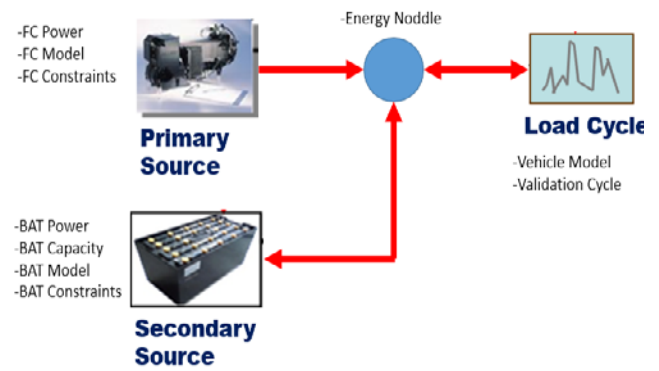 -FC Power
-FC Model
-FC Constraints
-Energy Noddle
Primary
Source
Load Cycle
-Vehicle Model
-Validation Cycle
-BAT Power
-BAT Capacity
-BAT Model
-BAT Constraints
Secondary
Source